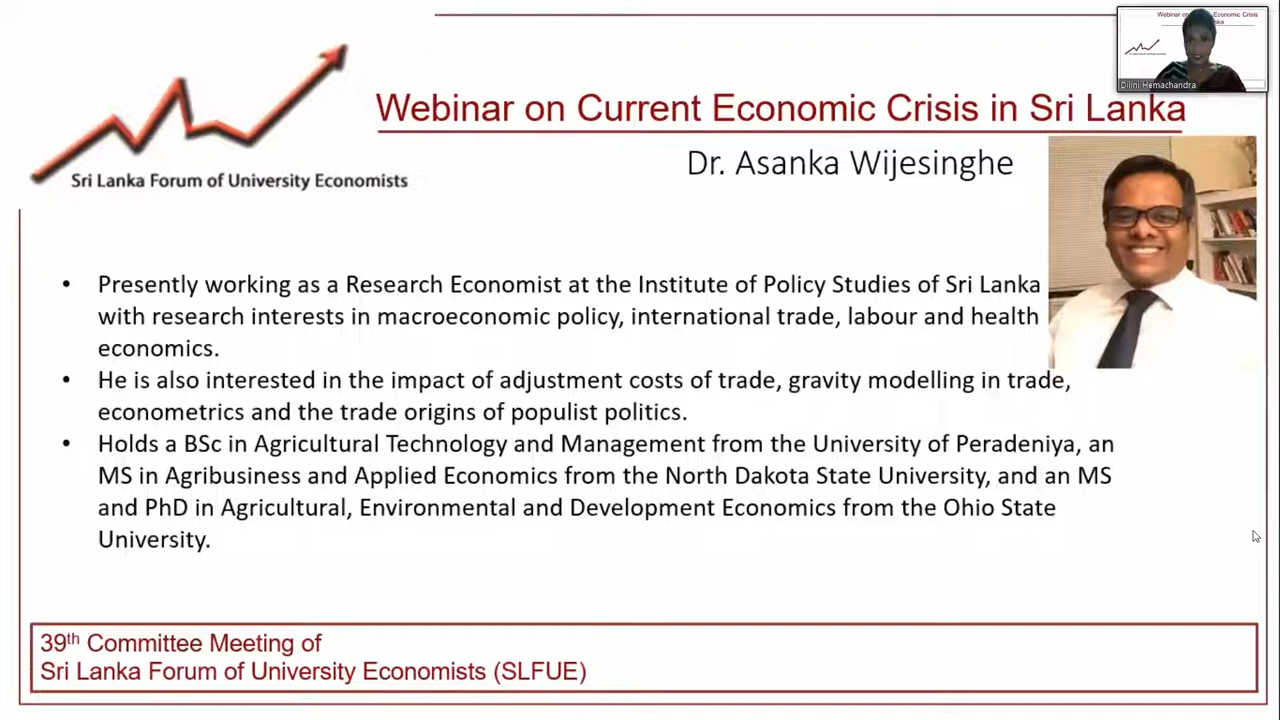 Webinar on Current Economic Crisis in Sri Lanka
Dr. Asanka Wijesinghe
Sri Lanka Forum of University Economists
• Presently working as a Research Economist at the Institute of Policy Studies of Sri Lanka
with research interests in macroeconomic policy, international trade, labour and health
economics.
• He is also interested in the impact of adjustment costs of trade, gravity modelling in trade,
econometrics and the trade origins of populist politics.
• Holds a BSc in Agricultural Technology and Management from the University of Peradeniya, an
MS in Agribusiness and Applied Economics from the North Dakota State University, and an MS
and PhD in Agricultural, Environmental and Development Economics from the Ohio State
University.
39th Committee Meeting of
Sri Lanka Forum of University Economists (SLFUE)
Webinar on Economic Crisis
Dilini Hemachandra